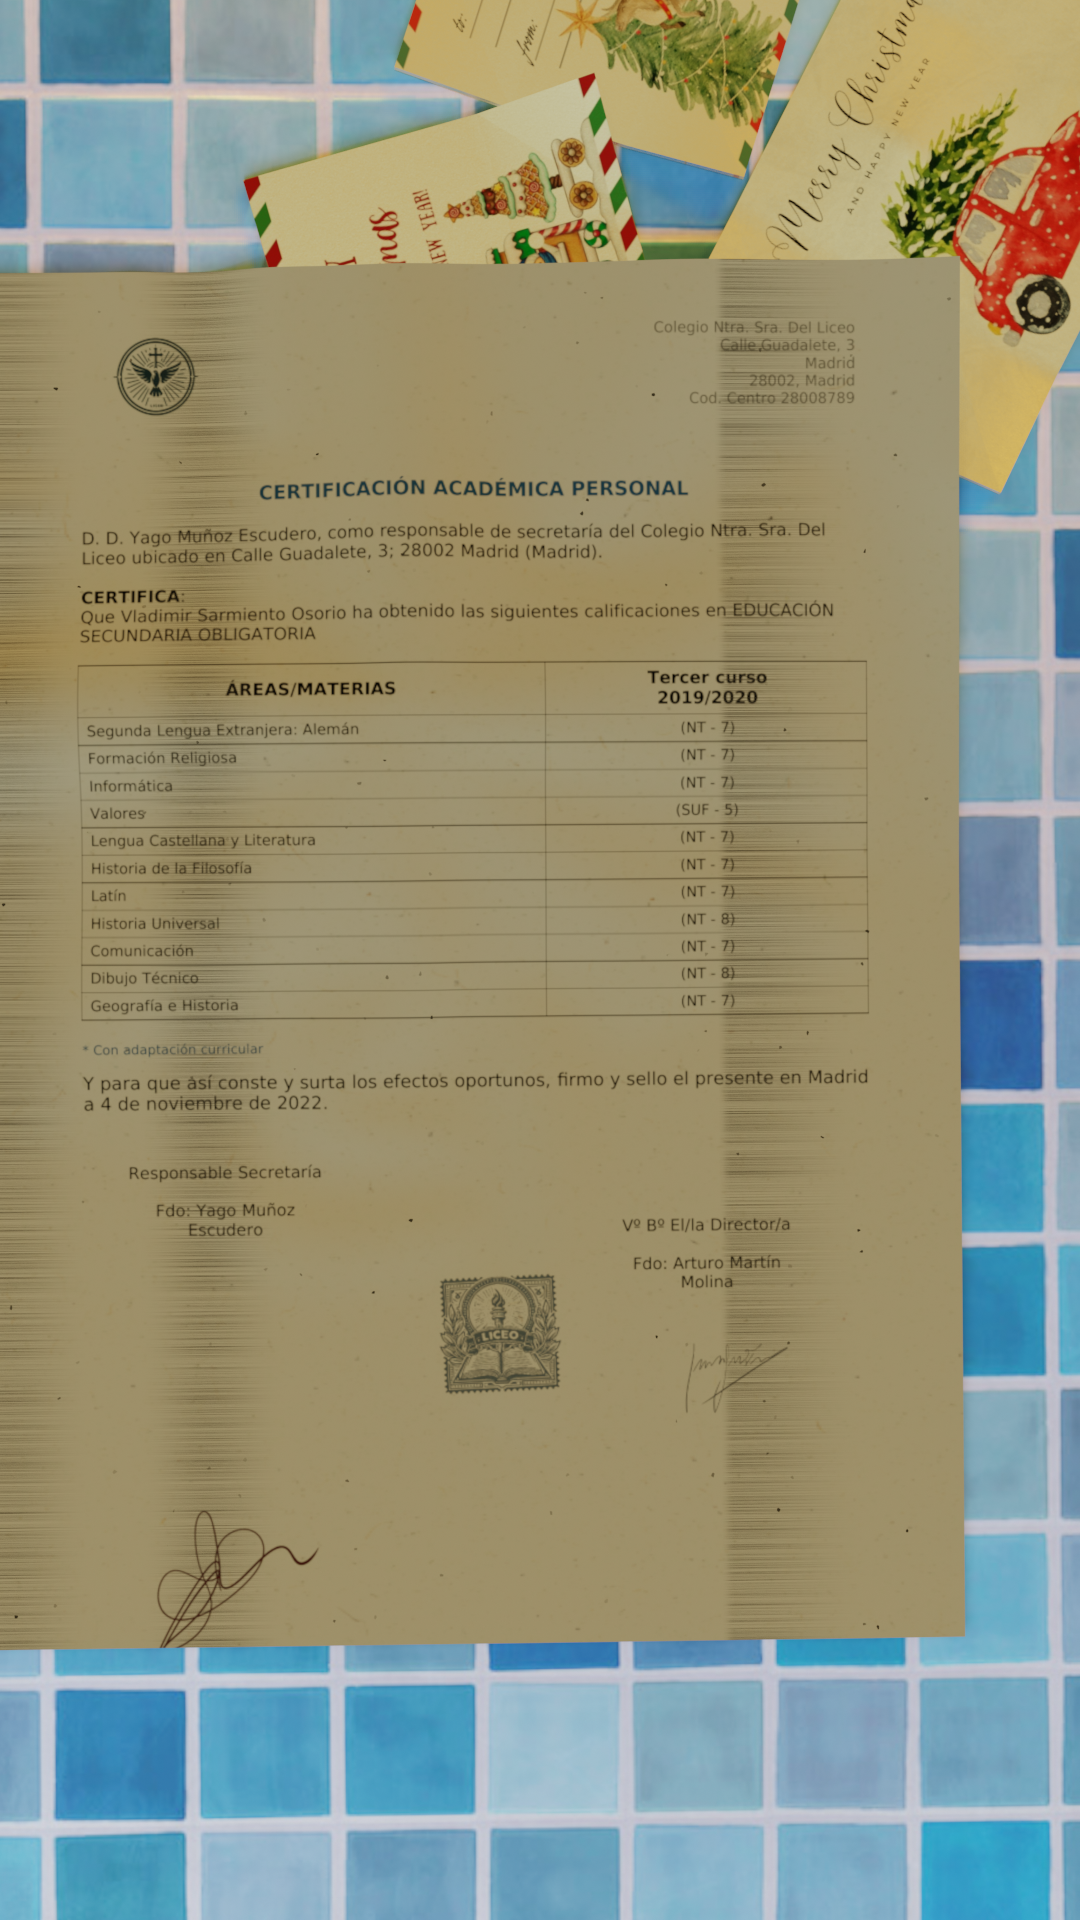 to:
from:
Merry Christma
AND HAPPY NEW YEAR
EW YEAR!
Colegio Ntra. Sra. Del Liceo
Calle Guadalete, 3
Madrid
28002, Madrid
Cod. Centro 28008789
CERTIFICACIÓN ACADÉMICA PERSONAL
D. D. Yago Muñoz Escudero, como responsable de secretaría del Colegio Ntra. Sra. Del
Liceo ubicado en Calle Guadalete, 3; 28002 Madrid (Madrid).
CERTIFICA:
Que Vladimir Sarmiento Osorio ha obtenido las siguientes calificaciones en EDUCACIÓN
SECUNDARIA OBLIGATORIA
ÁREAS/MATERIAS
Tercer curso
2019/2020
Segunda Lengua Extranjera: Alemán (NT - 7)
Formación Religiosa (NT - 7)
Informática (NT - 7)
Valores (SUF - 5)
Lengua Castellana y Literatura (NT - 7)
Historia de la Filosofía (NT - 7)
Latín (NT - 7)
Historia Universal (NT - 8)
Comunicación (NT - 7)
Dibujo Técnico (NT - 8)
Geografía e Historia (NT - 7)
* Con adaptación curricular
Y para que así conste y surta los efectos oportunos, firmo y sello el presente en Madrid
a 4 de noviembre de 2022.
Responsable Secretaría
Fdo: Yago Muñoz
Escudero
Vº Bº El/la Director/a
Fdo: Arturo Martín
Molina
LICEO